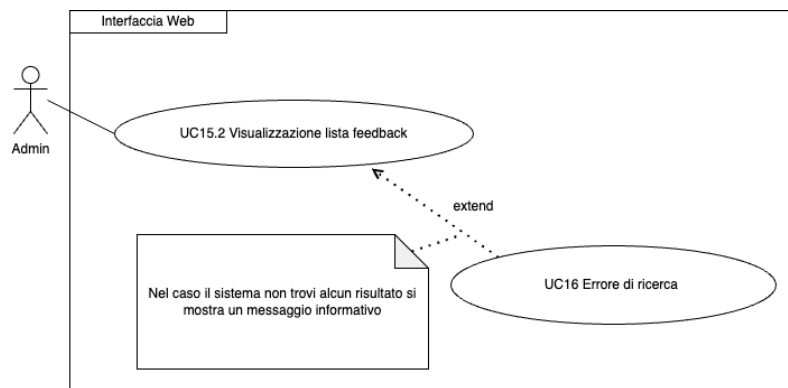 Interfaccia Web
Admin
UC15.2 Visualizzazione lista feedback
extend
Nel caso il sistema non trovi alcun risultato si
mostra un messaggio informativo
UC16 Errore di ricerca